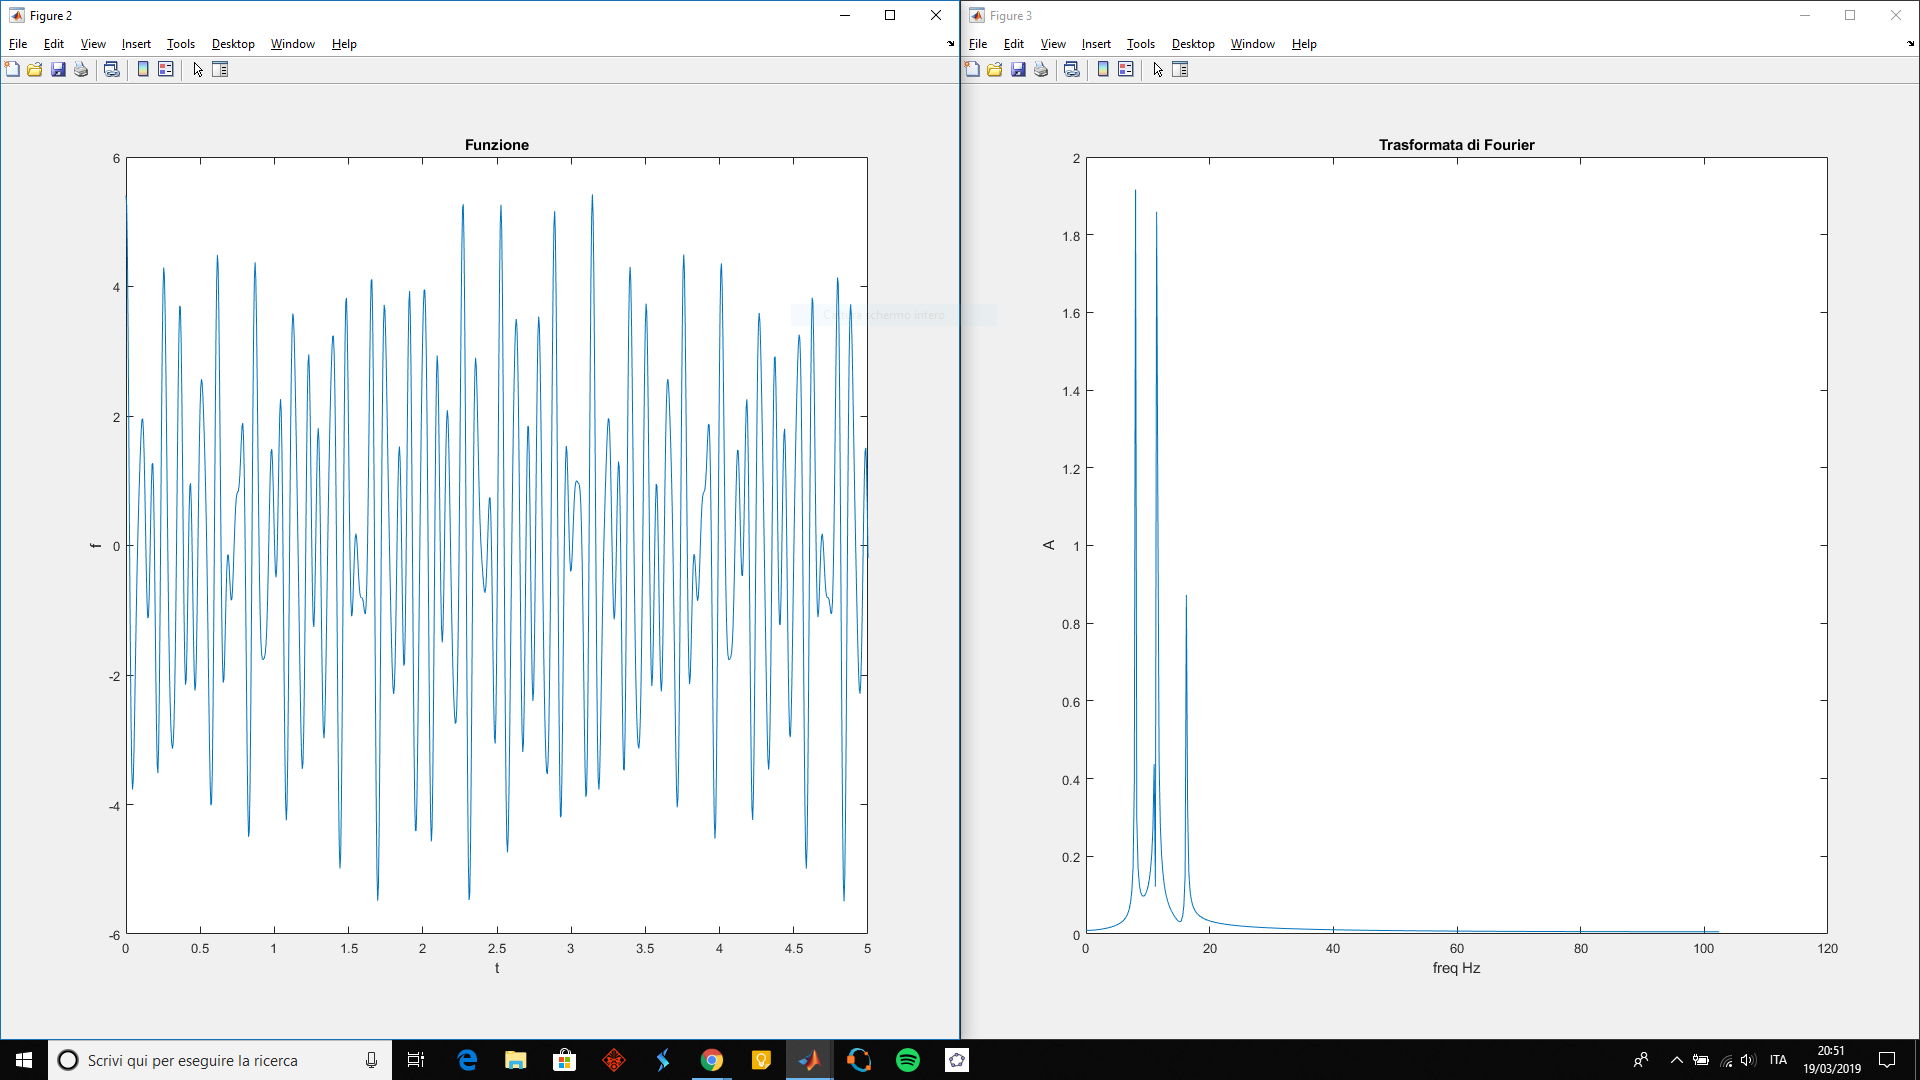 Figure 2
File Edit View Insert Tools Desktop Window Help
Funzione
6
4
2
0
-2
-4
-6
f
0 0.5 1 1.5 2 2.5 3 3.5 4 4.5 5
t
Figure 3
File Edit View Insert Tools Desktop Window Help
Trasformata di Fourier
2
1.8
1.6
1.4
1.2
1
0.8
0.6
0.4
0.2
0
A
0 20 40 60 80 100 120
freq Hz
Cattura schermo intero
Scrivi qui per eseguire la ricerca
ITA
20:51
19/03/2019